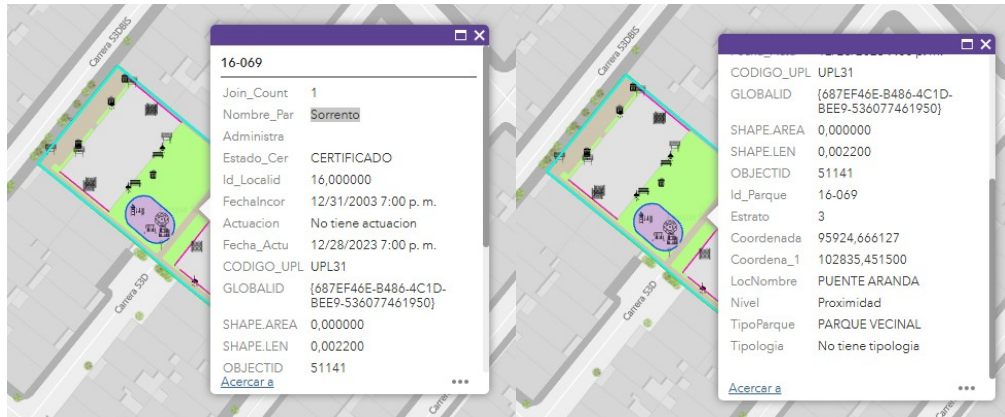 Carrera 53DBIS
16-069
Join_Count 1
Nombre_Par Sorrento
Administra
Estado_Cer CERTIFICADO
Id_Localid 16,000000
FechaIncor 12/31/2003 7:00 p. m.
Actuacion No tiene actuacion
Fecha_Actu 12/28/2023 7:00 p. m.
CODIGO_UPL UPL31
GLOBALID {687EF46E-B486-4C1D-
BEE9-536077461950}
SHAPE.AREA 0,000000
SHAPE.LEN 0,002200
OBJECTID 51141
Acercar a
Carrera 53D
Carrera 53DBIS
CODIGO_UPL UPL31
GLOBALID {687EF46E-B486-4C1D-
BEE9-536077461950}
SHAPE.AREA 0,000000
SHAPE.LEN 0,002200
OBJECTID 51141
Id_Parque 16-069
Estrato 3
Coordenada 95924,666127
Coordena_1 102835,451500
LocNombre PUENTE ARANDA
Nivel Proximidad
TipoParque PARQUE VECINAL
Tipologia No tiene tipologia
Acercar a
Carrera 53D